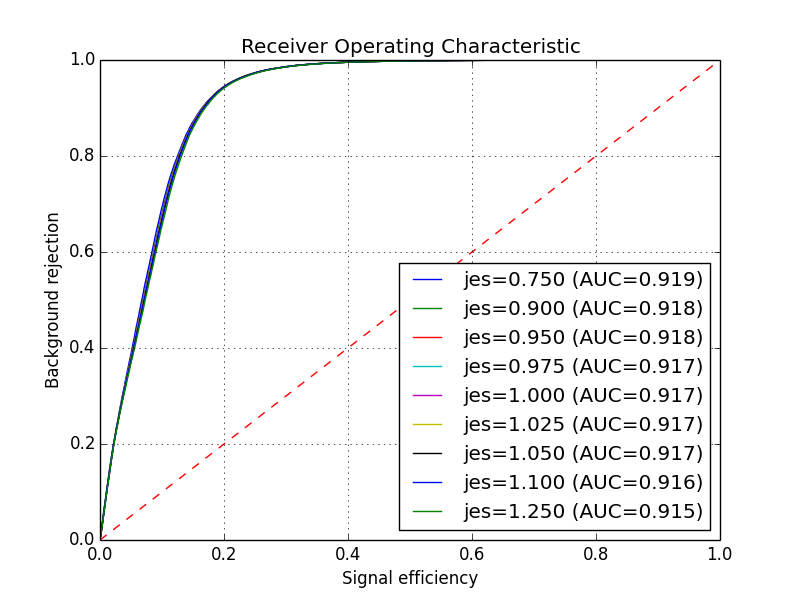 Receiver Operating Characteristic
1.0
0.8
0.6
0.4
0.2
0.0
Background rejection
jes=0.750 (AUC=0.919)
jes=0.900 (AUC=0.918)
jes=0.950 (AUC=0.918)
jes=0.975 (AUC=0.917)
jes=1.000 (AUC=0.917)
jes=1.025 (AUC=0.917)
jes=1.050 (AUC=0.917)
jes=1.100 (AUC=0.916)
jes=1.250 (AUC=0.915)
0.0 0.2 0.4 0.6 0.8 1.0
Signal efficiency